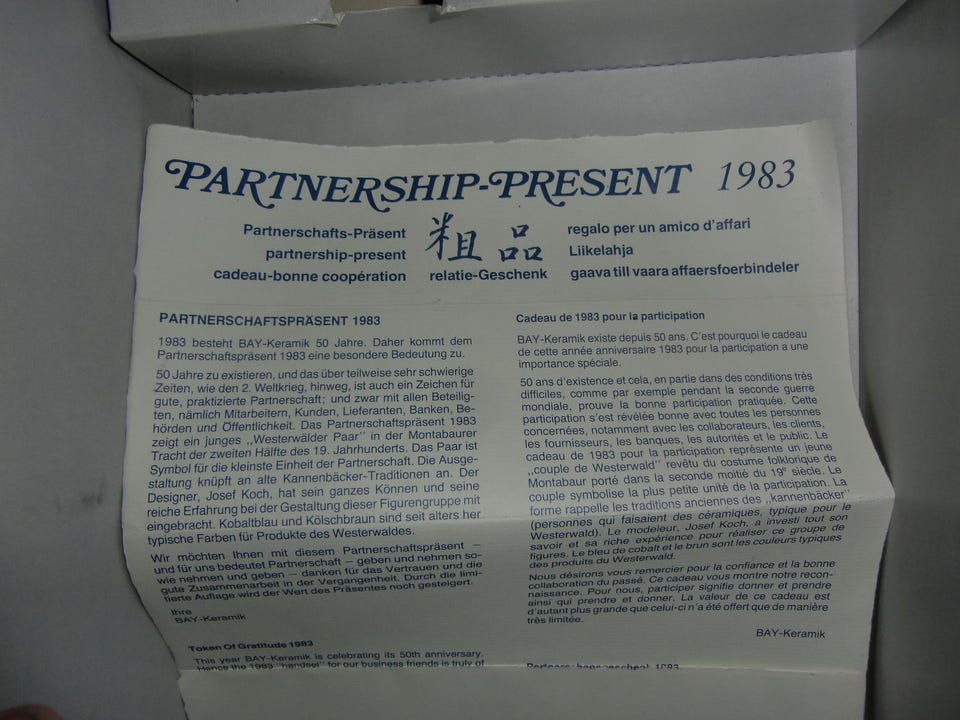 PARTNERSHIP-PRESENT 1983
Partnerschafts-Präsent
partnership-present
cadeau-bonne coopération
粗品
relatie-Geschenk
regalo per un amico d'affari
Liikelahja
gaava till vaara affaersfoerbindeler
PARTNERSCHAFTSPRÄSENT 1983
1983 besteht BAY-Keramik 50 Jahre. Daher kommt dem
Partnerschaftspräsent 1983 eine besondere Bedeutung zu.
50 Jahre zu existieren, und das über teilweise sehr schwierige
Zeiten, wie den 2. Weltkrieg, hinweg, ist auch ein Zeichen für
gute, praktizierte Partnerschaft; und zwar mit allen Beteilig-
ten, nämlich Mitarbeitern, Kunden, Lieferanten, Banken, Be-
hörden und Öffentlichkeit. Das Partnerschaftspräsent 1983
zeigt ein junges „Westerwälder Paar" in der Montabaurer
Tracht der zweiten Hälfte des 19. Jahrhunderts. Das Paar ist
Symbol für die kleinste Einheit der Partnerschaft. Die Ausge-
staltung knüpft an alte Kannenbäcker-Traditionen an. Der
Designer, Josef Koch, hat sein ganzes Können und seine
reiche Erfahrung bei der Gestaltung dieser Figurengruppe mit
eingebracht. Kobaltblau und Kölschbraun sind seit alters her
typische Farben für Produkte des Westerwaldes.
Wir möchten Ihnen mit diesem Partnerschaftspräsent –
und für uns bedeutet Partnerschaft – geben und nehmen so-
wie nehmen und geben – danken für das Vertrauen und die
gute Zusammenarbeit in der Vergangenheit. Durch die limi-
tierte Auflage wird der Wert des Präsentes noch gesteigert.
Ihre
BAY-Keramik
Token Of Gratitude 1983
This year BAY-Keramik is celebrating its 50th anniversary.
Hence the 1983 "handsel" for our business friends is truly of
Cadeau de 1983 pour la participation
BAY-Keramik existe depuis 50 ans. C'est pourquoi le cadeau
de cette année anniversaire 1983 pour la participation a une
importance spéciale.
50 ans d'existence et cela, en partie dans des conditions très
difficiles, comme par exemple pendant la seconde guerre
mondiale, prouve la bonne participation pratiquée. Cette
participation s'est révélée bonne avec toutes les personnes
concernées, notamment avec les collaborateurs, les clients,
les fournisseurs, les banques, les autorités et le public. Le
cadeau de 1983 pour la participation représente un jeune
„couple de Westerwald" revêtu du costume folklorique de
Montabaur porté dans la seconde moitié du 19e siècle. Le
couple symbolise la plus petite unité de la participation. La
forme rappelle les traditions anciennes des „kannenbäcker"
(personnes qui faisaient des céramiques, typique pour le
Westerwald). Le modeleur, Josef Koch, a investi tout son
savoir et sa riche expérience pour réaliser ce groupe de
figures. Le bleu de cobalt et le brun sont les couleurs typiques
des produits du Westerwald.
Nous désirons vous remercier pour la confiance et la bonne
collaboration du passé. Ce cadeau vous montre notre recon-
naissance. Pour nous, participer signifie donner et prendre
ainsi qui prendre et donner. La valeur de ce cadeau est
d'autant plus grande que celui-ci n'a été offert que de manière
très limitée.
BAY-Keramik